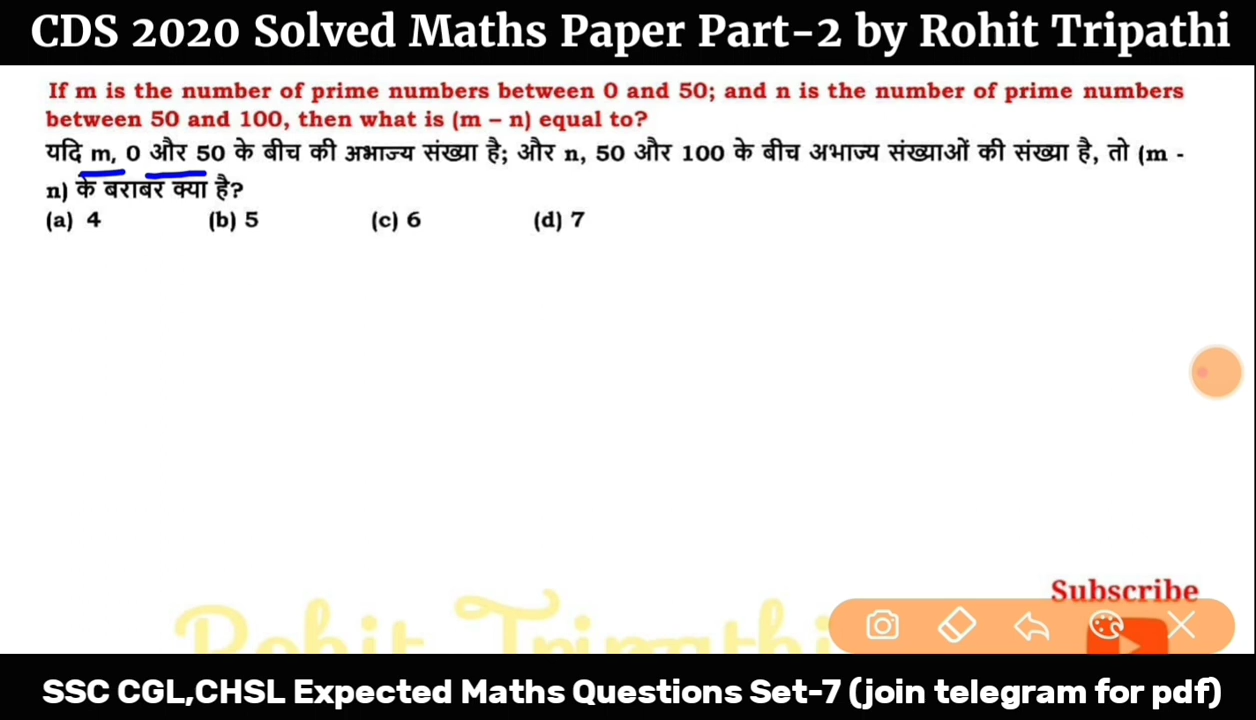 CDS 2020 Solved Maths Paper Part-2 by Rohit Tripathi
If m is the number of prime numbers between 0 and 50; and n is the number of prime numbers
between 50 and 100, then what is (m – n) equal to?
यदि m, 0 और 50 के बीच की अभाज्य संख्या है; और n, 50 और 100 के बीच अभाज्य संख्याओं की संख्या है, तो (m -
n) के बराबर क्या है?
(a) 4 (b) 5 (c) 6 (d) 7
Subscribe
Rohit Tripathi
SSC CGL,CHSL Expected Maths Questions Set-7 (join telegram for pdf)